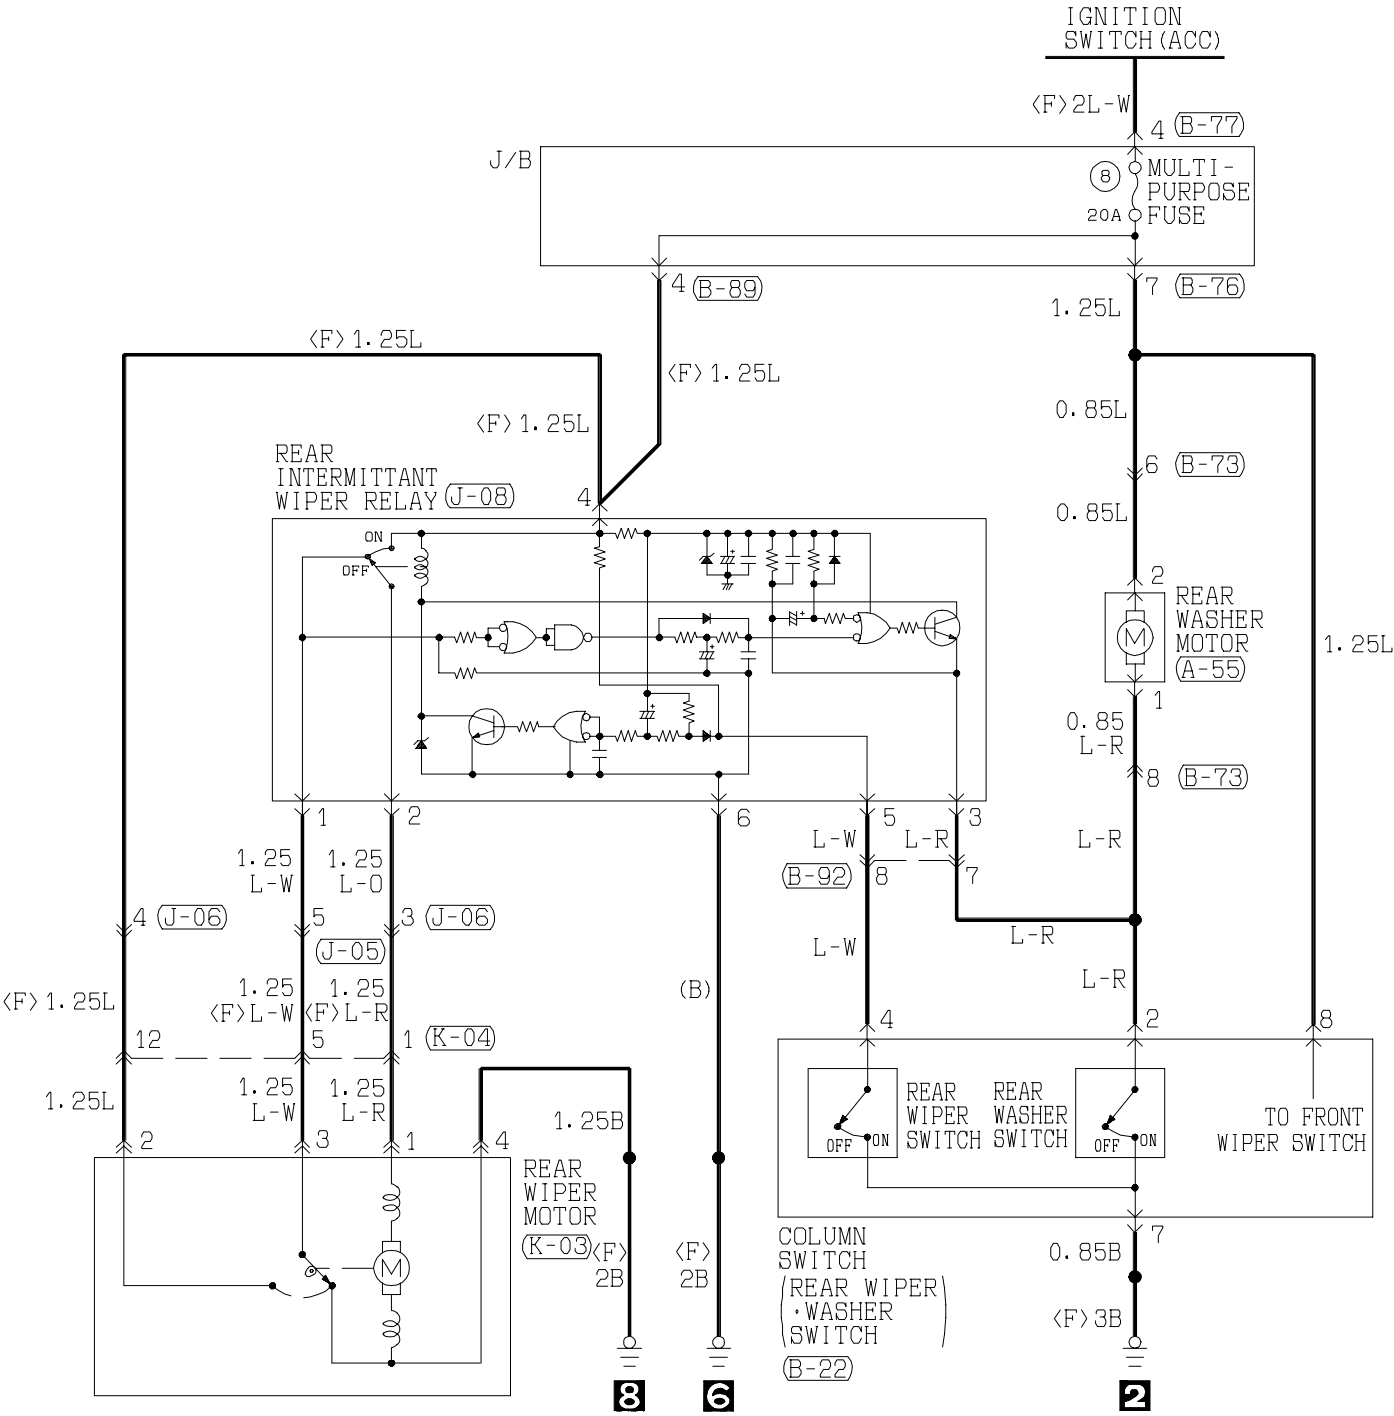 IGNITION
SWITCH(ACC)
<F>2L-W
4 (B-77)
J/B
8
MULTI-
PURPOSE
FUSE
20A
4 (B-89)
7 (B-76)
1.25L
<F>1.25L
<F>1.25L
<F>1.25L
0.85L
REAR
INTERMITTANT
WIPER RELAY (J-08)
4
6 (B-73)
0.85L
ON
OFF
2
REAR
WASHER
MOTOR
(A-55)
M
1.25L
1
0.85
L-R
8 (B-73)
1
2
6
5
3
1.25
L-W
1.25
L-O
L-W
L-R
L-R
(B-92) 8
7
4 (J-06)
5
3 (J-06)
(J-05)
L-W
L-R
L-R
<F>1.25L
1.25
<F>L-W
1.25
<F>L-R
(B)
12
5
1 (K-04)
4
2
8
1.25L
1.25
L-W
1.25
L-R
1.25B
2
3
1
4
REAR
WIPER
SWITCH
OFF
ON
REAR
WASHER
SWITCH
OFF
ON
TO FRONT
WIPER SWITCH
REAR
WIPER
MOTOR
(K-03)
M
<F>
2B
<F>
2B
7
0.85B
COLUMN
SWITCH
(REAR WIPER
·WASHER
SWITCH)
(B-22)
<F>3B
8
6
2